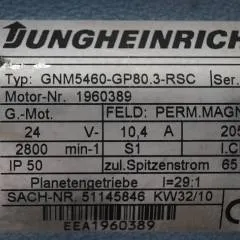 JUNGHEINRICH
Typ: GNM5460-GP80.3-RSC Ser.
Motor-Nr. 1960389
G.-Mot. FELD: PERM.MAGN
24 V 10,4 A 205
2800 min-1 S1 I.C
IP 50 zul.Spitzenstrom 65
Planetengetriebe I=29:1
SACH-NR. 51145846 KW32/10
EEA1960389